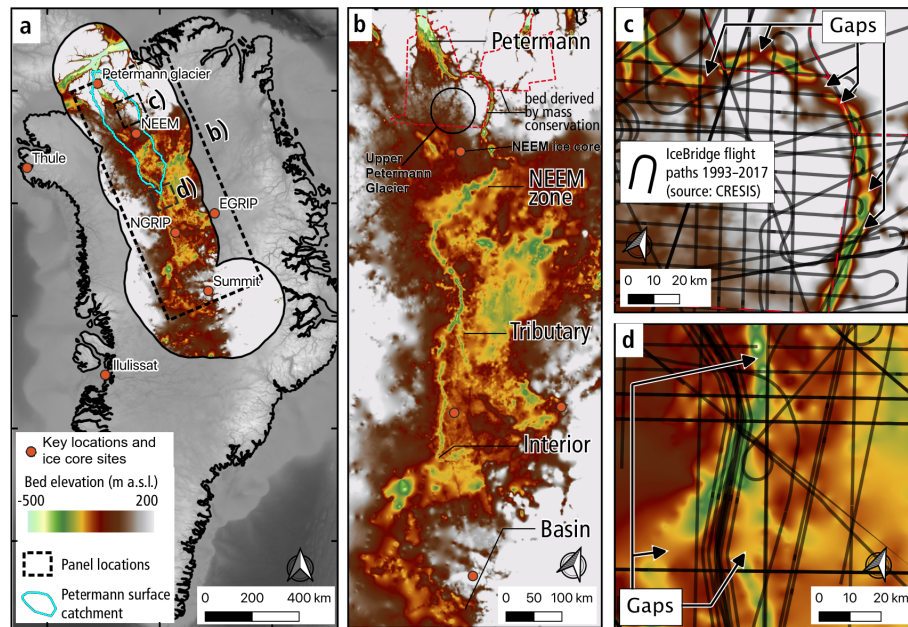 a
Petermann glacier
c)
NEEM
b)
Thule
d)
EGRIP
NGRIP
Summit
Ilulissat
Key locations and
ice core sites
Bed elevation (m a.s.l.)
-500
200
Panel locations
Petermann surface
catchment
0
200
400 km
b
Petermann
bed derived
by mass
conservation
NEEM ice core
Upper
Petermann
Glacier
NEEM
zone
Tributary
Interior
Basin
0
50
100 km
c
Gaps
IceBridge flight
paths 1993–2017
(source: CRESIS)
0
10
20 km
d
Gaps
0
10
20 km